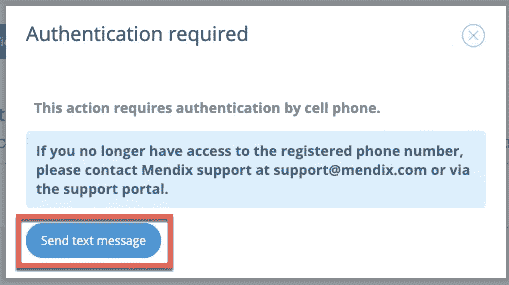 Authentication required
This action requires authentication by cell phone.
If you no longer have access to the registered phone number,
please contact Mendix support at support@mendix.com or via
the support portal.
Send text message